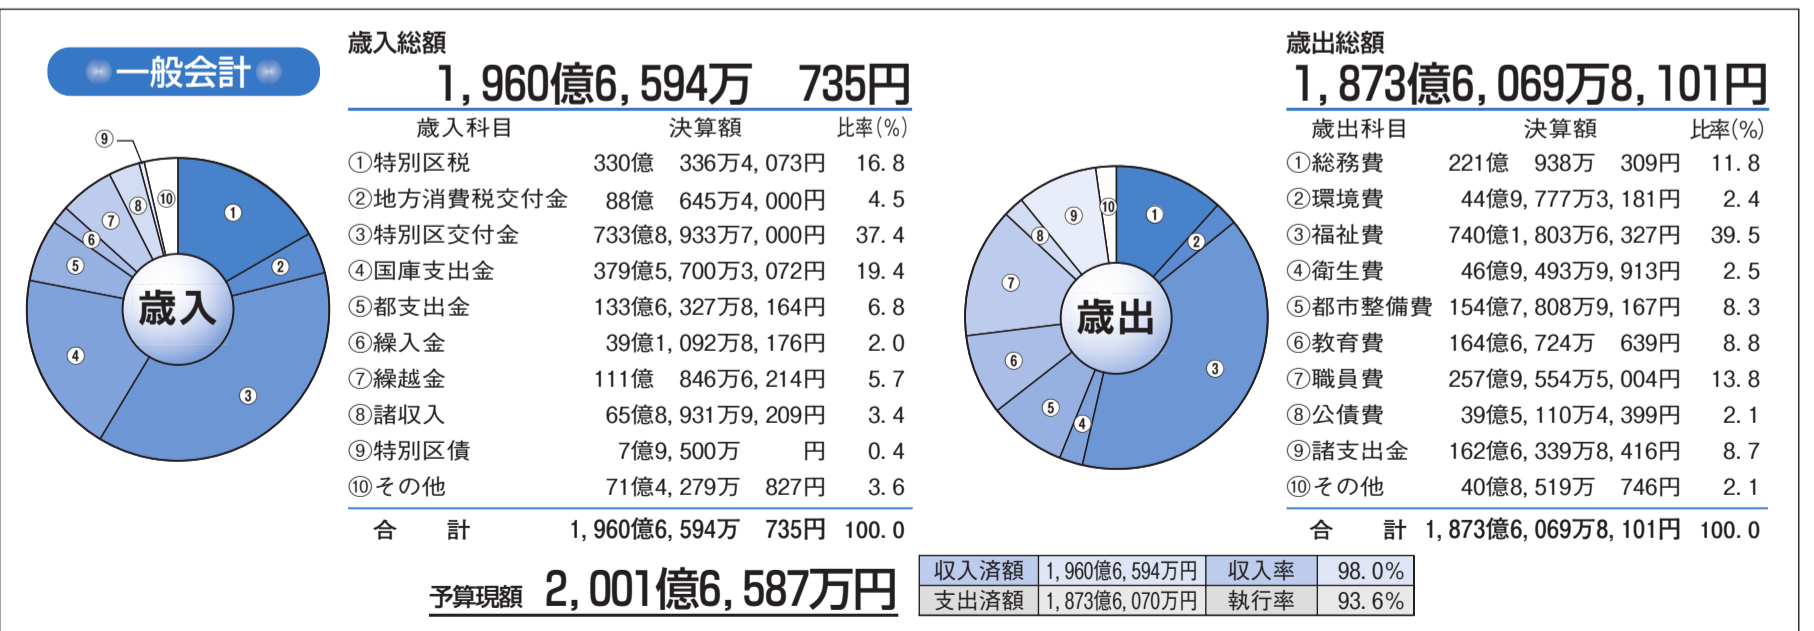 一般会計
歳入総額
1,960億6,594万 735円
歳入科目 決算額 比率(%)
①特別区税 330億 336万4,073円 16.8
②地方消費税交付金 88億 645万4,000円 4.5
③特別区交付金 733億8,933万7,000円 37.4
④国庫支出金 379億5,700万3,072円 19.4
⑤都支出金 133億6,327万8,164円 6.8
⑥繰入金 39億1,092万8,176円 2.0
⑦繰越金 111億 846万6,214円 5.7
⑧諸収入 65億8,931万9,209円 3.4
⑨特別区債 7億9,500万 円 0.4
⑩その他 71億4,279万 827円 3.6
合計 1,960億6,594万 735円 100.0
歳入
①
②
③
④
⑤
⑥
⑦
⑧
⑨
⑩
歳出総額
1,873億6,069万8,101円
歳出科目 決算額 比率(%)
①総務費 221億 938万 309円 11.8
②環境費 44億9,777万3,181円 2.4
③福祉費 740億1,803万6,327円 39.5
④衛生費 46億9,493万9,913円 2.5
⑤都市整備費 154億7,808万9,167円 8.3
⑥教育費 164億6,724万 639円 8.8
⑦職員費 257億9,554万5,004円 13.8
⑧公債費 39億5,110万4,399円 2.1
⑨諸支出金 162億6,339万8,416円 8.7
⑩その他 40億8,519万 746円 2.1
合計 1,873億6,069万8,101円 100.0
歳出
①
②
③
④
⑤
⑥
⑦
⑧
⑨
⑩
予算現額 2,001億6,587万円
収入済額 1,960億6,594万円 収入率 98.0%
支出済額 1,873億6,070万円 執行率 93.6%